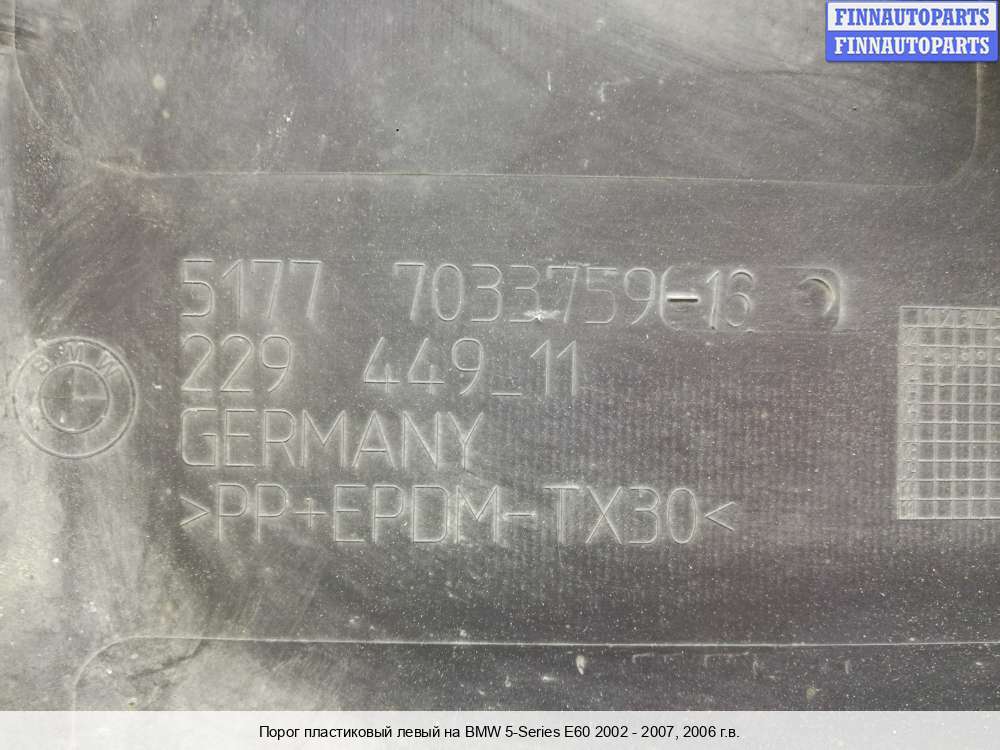 FINNAUTOPARTS
FINNAUTOPARTS
5177 7033759-16
229 449_11
BMW
GERMANY
>PP+EPDM-TX30<
Порог пластиковый левый на BMW 5-Series E60 2002 - 2007, 2006 г.в.